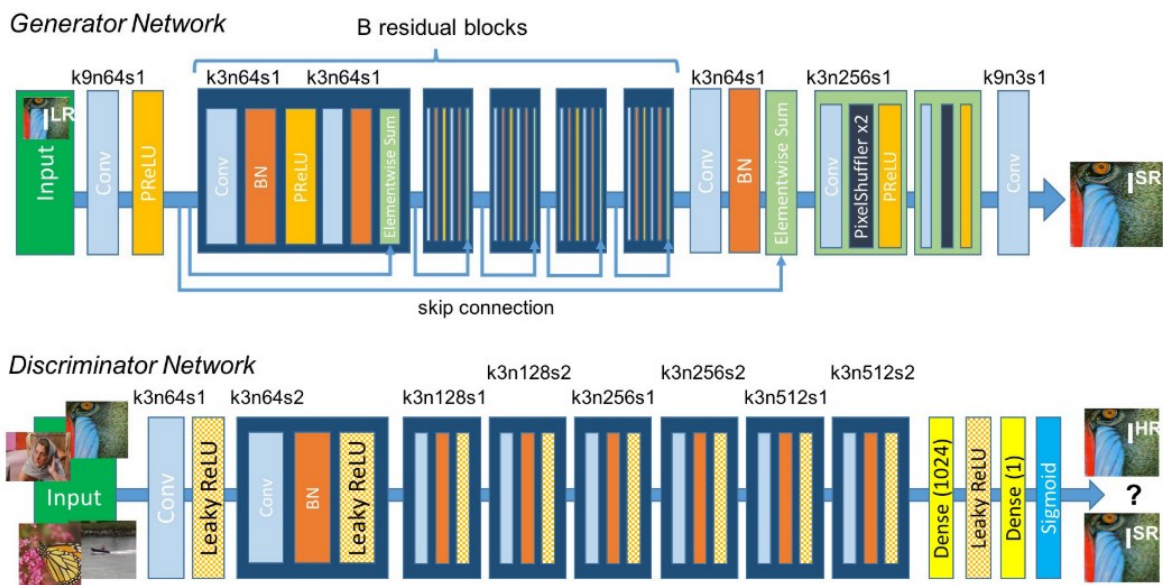 Generator Network
B residual blocks
k9n64s1
k3n64s1
k3n64s1
k3n64s1
k3n256s1
k9n3s1
I^LR
Input
Conv
PReLU
Conv
BN
PReLU
Elementwise Sum
Conv
BN
Elementwise Sum
Conv
PixelShuffler x2
PReLU
Conv
I^SR
skip connection
Discriminator Network
k3n64s1
k3n64s2
k3n128s1
k3n128s2
k3n256s1
k3n256s2
k3n512s1
k3n512s2
Input
Conv
Leaky ReLU
Conv
BN
Leaky ReLU
Dense (1024)
Leaky ReLU
Dense (1)
Sigmoid
I^HR
?
I^SR